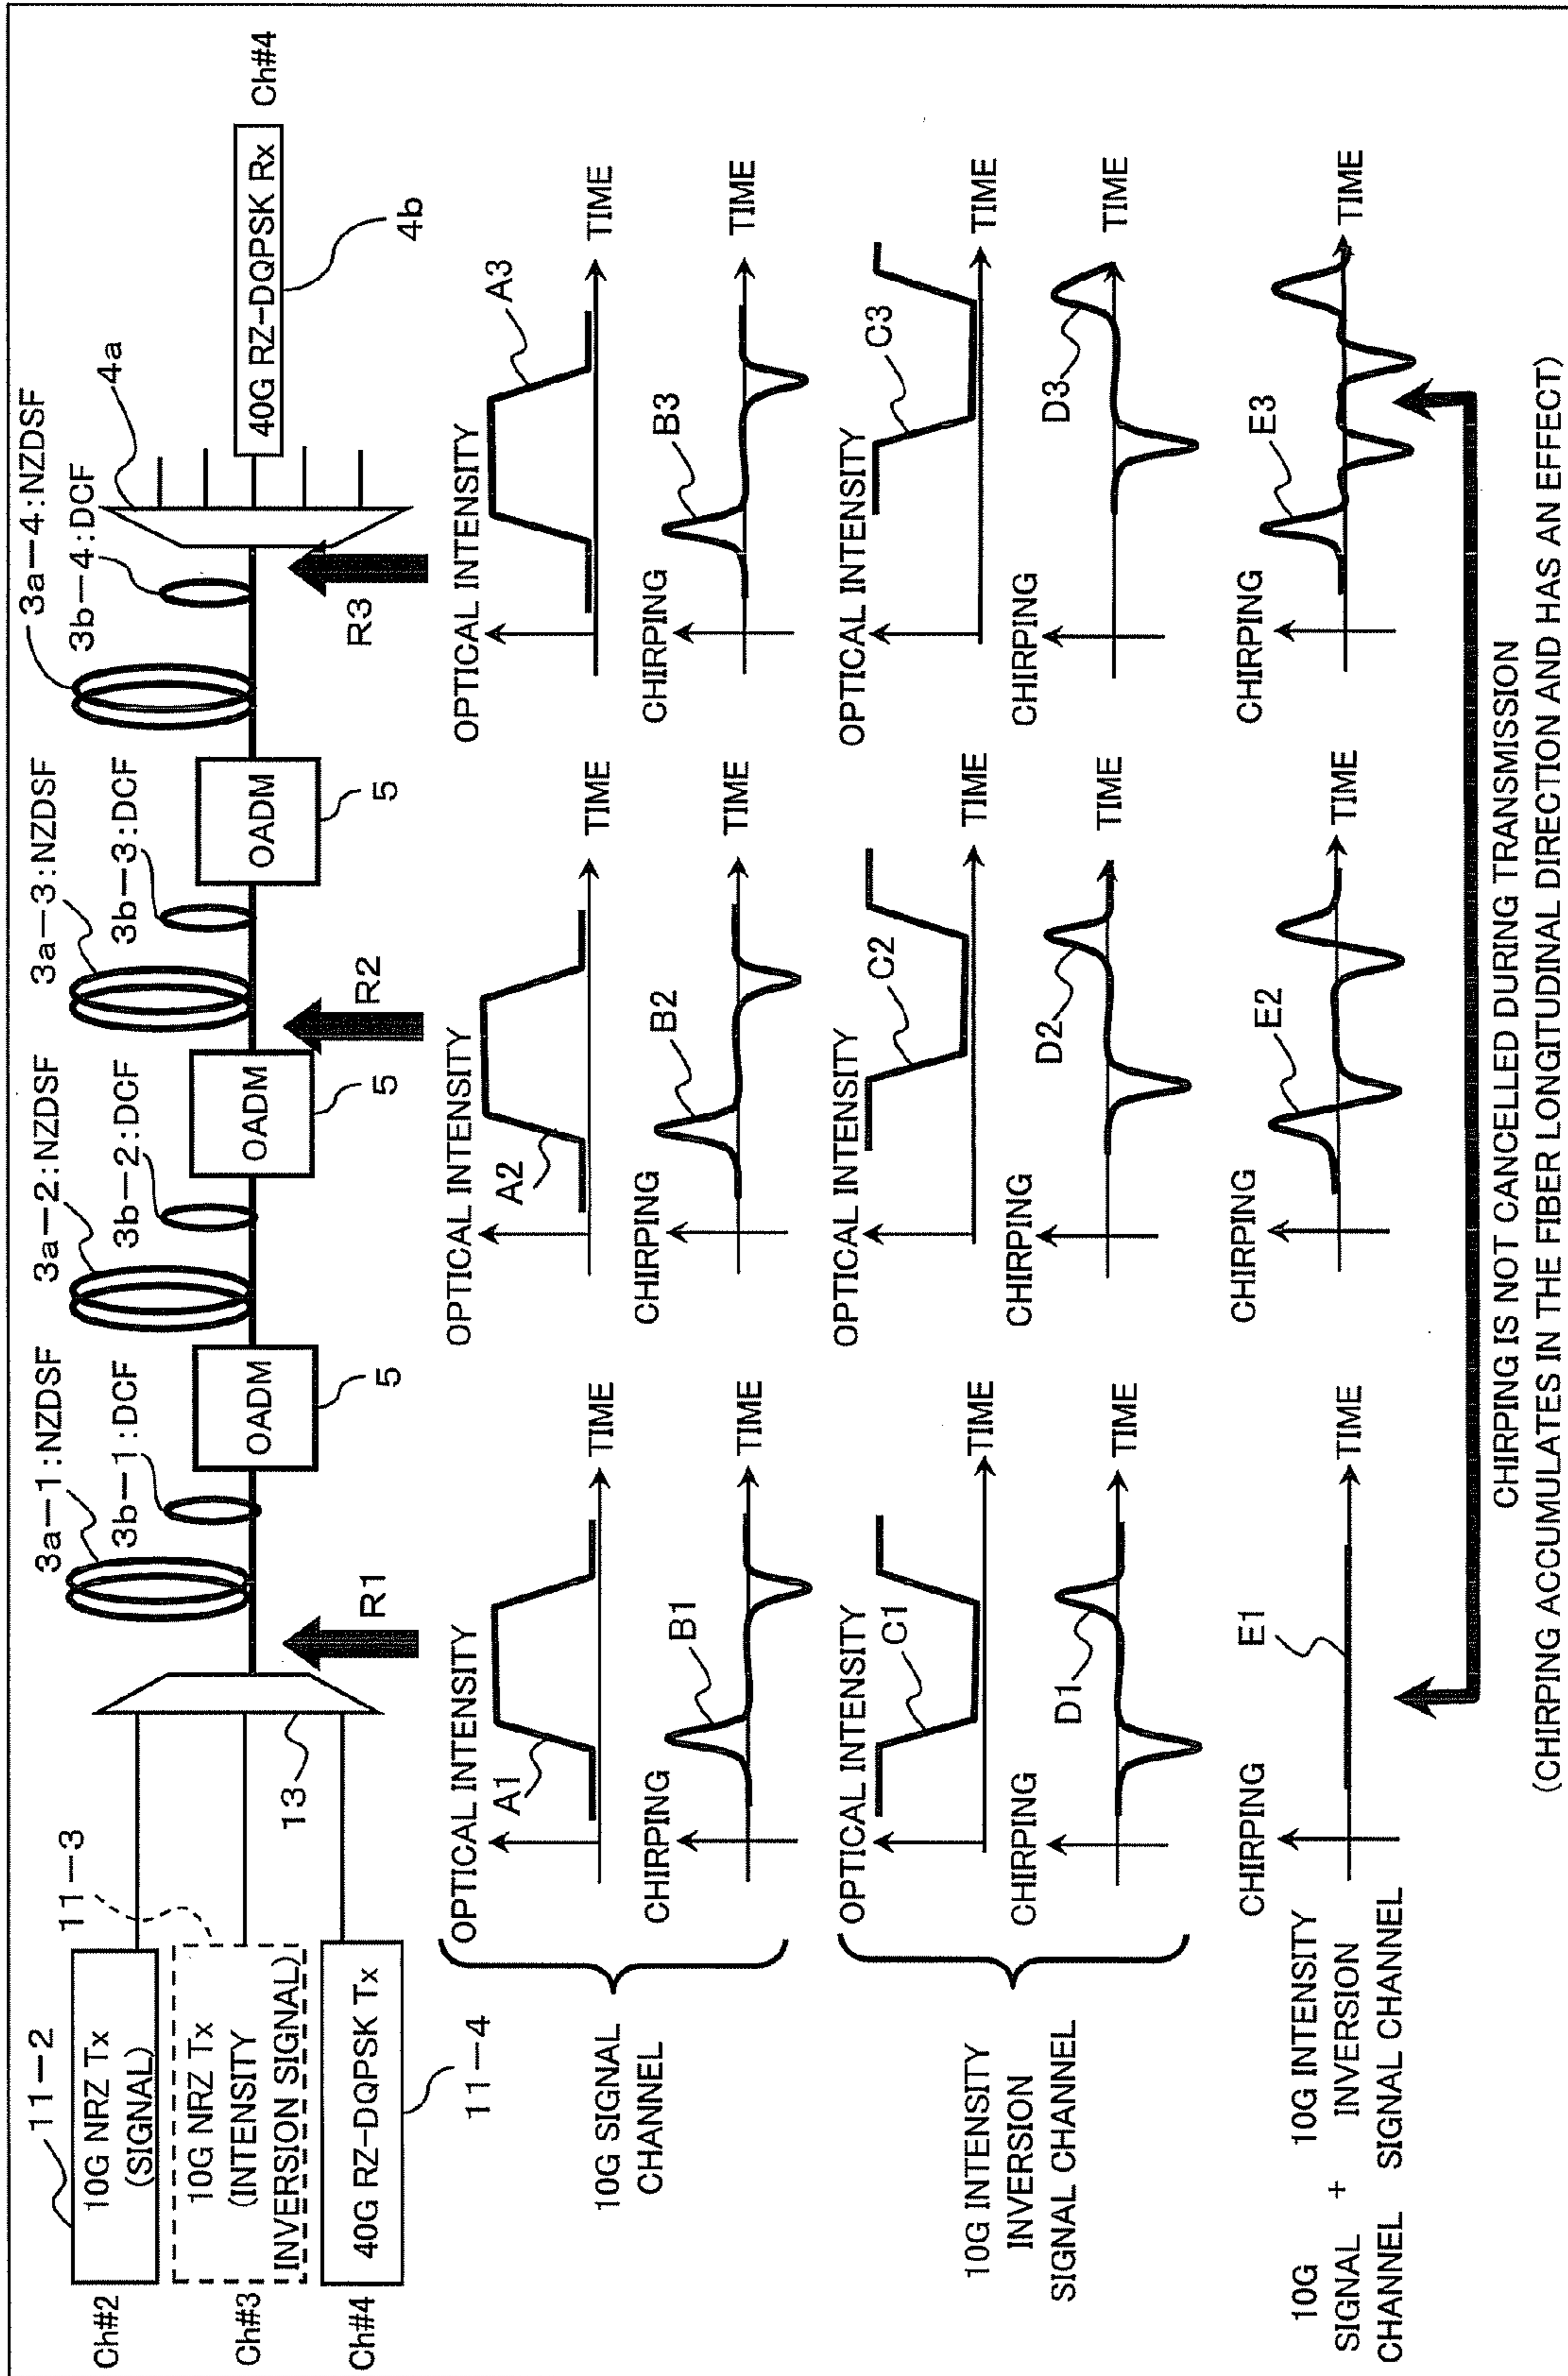 11-2
Ch#2
10G NRZ Tx
(SIGNAL)
11-3
Ch#3
10G NRZ Tx
(INTENSITY
INVERSION SIGNAL)
Ch#4
40G RZ-DQPSK Tx
11-4
13
3a-1:NZDSF
3b-1:DCF
R1
OADM
5
3a-2:NZDSF
3b-2:DCF
OADM
5
R2
3a-3:NZDSF
3b-3:DCF
OADM
5
3a-4:NZDSF
3b-4:DCF
R3
4a
40G RZ-DQPSK Rx
Ch#4
4b
10G SIGNAL
CHANNEL
OPTICAL INTENSITY
A1
TIME
OPTICAL INTENSITY
A2
TIME
OPTICAL INTENSITY
A3
TIME
CHIRPING
B1
TIME
CHIRPING
B2
TIME
CHIRPING
B3
TIME
10G INTENSITY
INVERSION
SIGNAL CHANNEL
OPTICAL INTENSITY
C1
TIME
OPTICAL INTENSITY
C2
TIME
OPTICAL INTENSITY
C3
TIME
CHIRPING
D1
TIME
CHIRPING
D2
TIME
CHIRPING
D3
TIME
10G 10G INTENSITY
SIGNAL + INVERSION
CHANNEL SIGNAL CHANNEL
CHIRPING
E1
TIME
CHIRPING
E2
TIME
CHIRPING
E3
TIME
CHIRPING IS NOT CANCELLED DURING TRANSMISSION
(CHIRPING ACCUMULATES IN THE FIBER LONGITUDINAL DIRECTION AND HAS AN EFFECT)